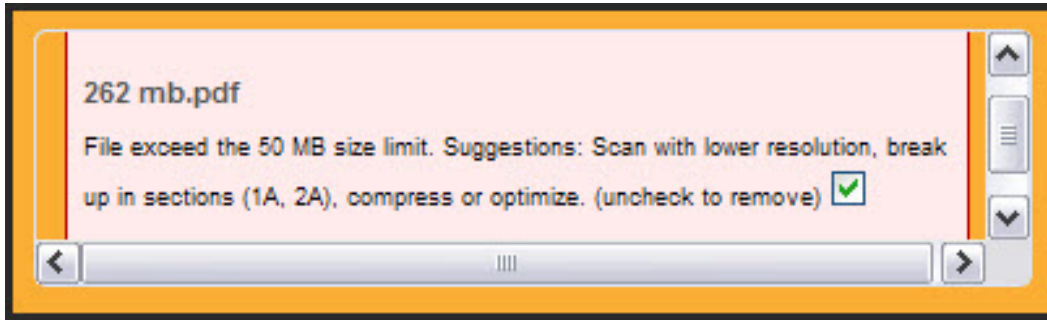 262 mb.pdf
File exceed the 50 MB size limit. Suggestions: Scan with lower resolution, break
up in sections (1A, 2A), compress or optimize. (uncheck to remove)